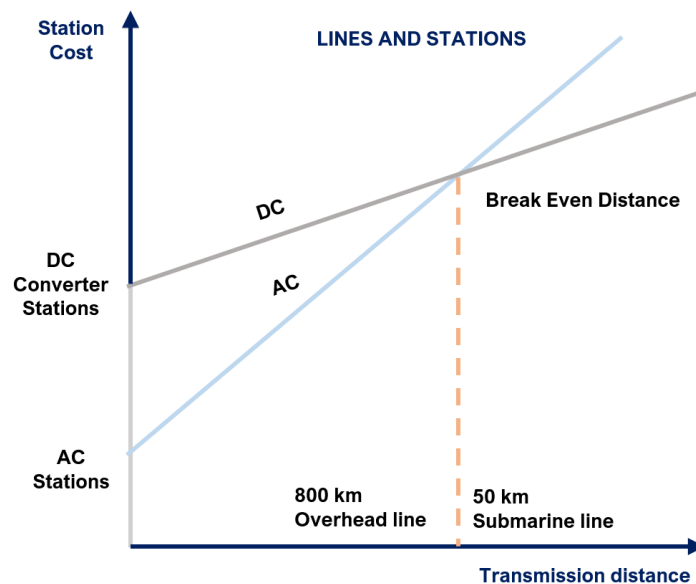 Station
Cost
LINES AND STATIONS
DC
Break Even Distance
DC
Converter
Stations
AC
AC
Stations
800 km
Overhead line
50 km
Submarine line
Transmission distance